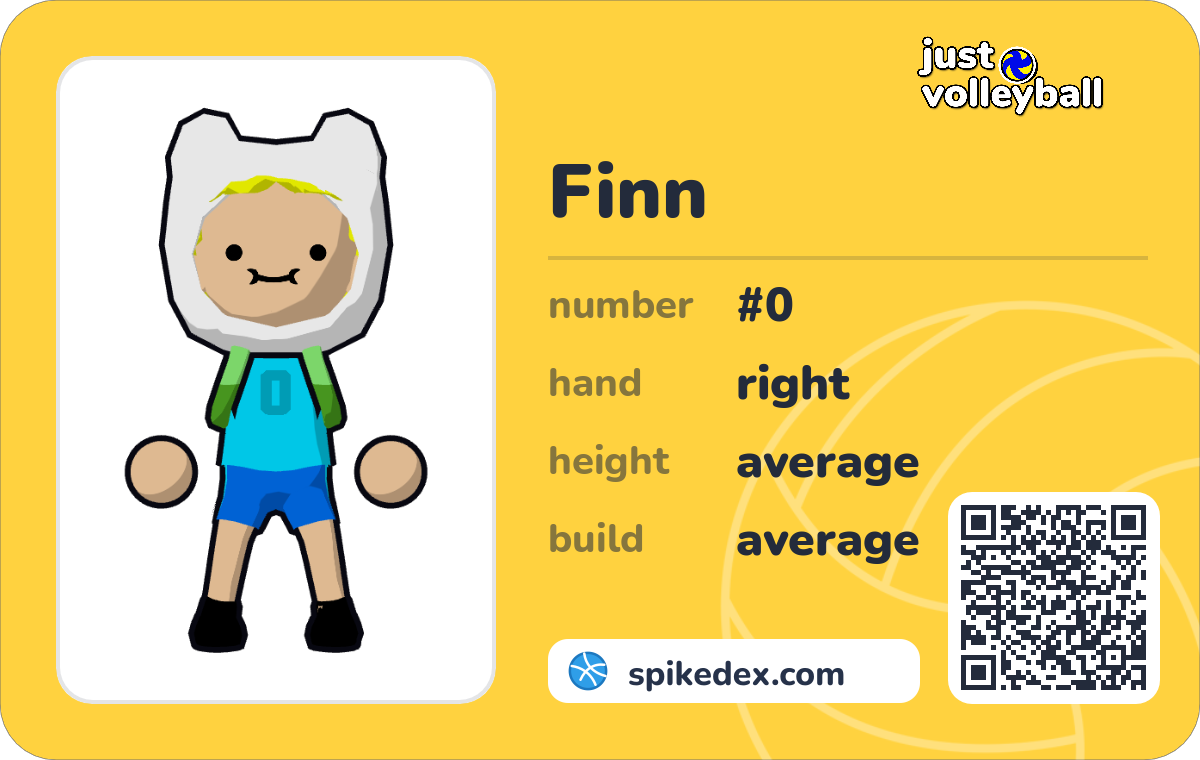 just
volleyball
Finn
number #0
hand right
height average
build average
0
spikedex.com